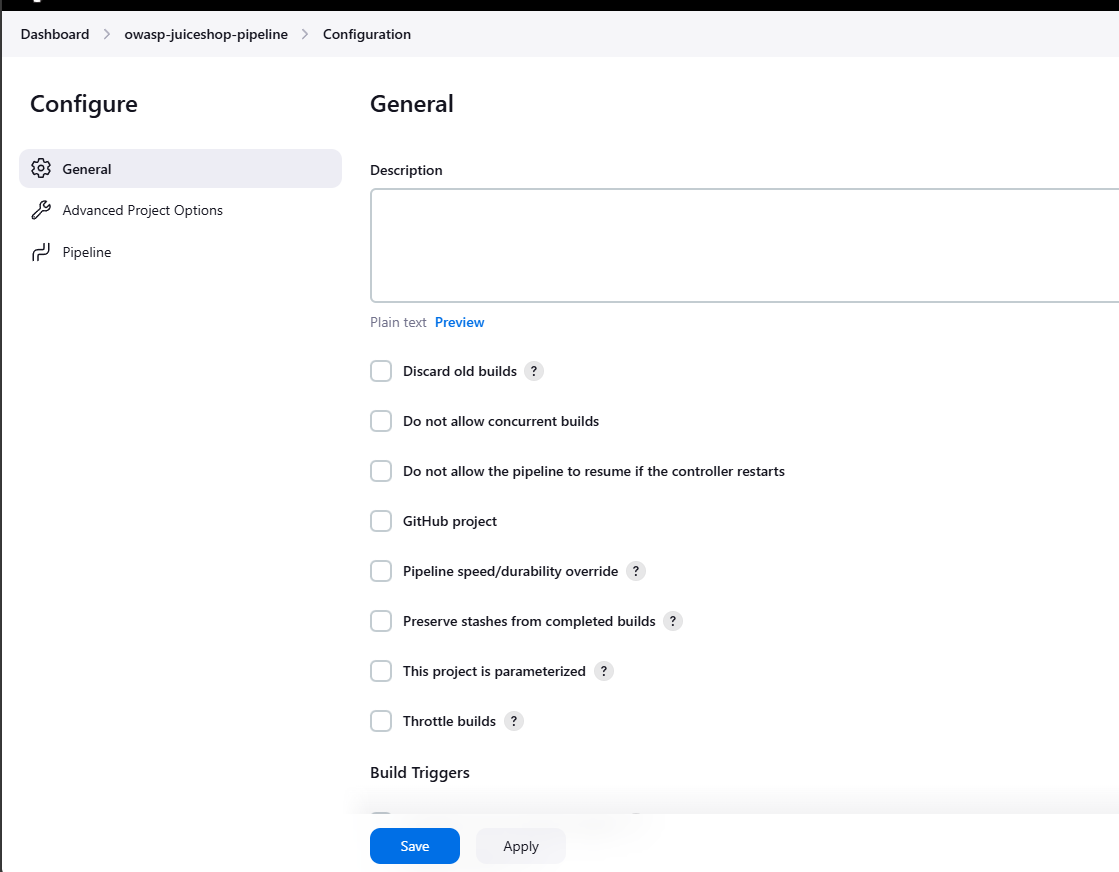 Dashboard > owasp-juiceshop-pipeline > Configuration
Configure
General
Advanced Project Options
Pipeline
General
Description
Plain text Preview
Discard old builds ?
Do not allow concurrent builds
Do not allow the pipeline to resume if the controller restarts
GitHub project
Pipeline speed/durability override ?
Preserve stashes from completed builds ?
This project is parameterized ?
Throttle builds ?
Build Triggers
Save Apply